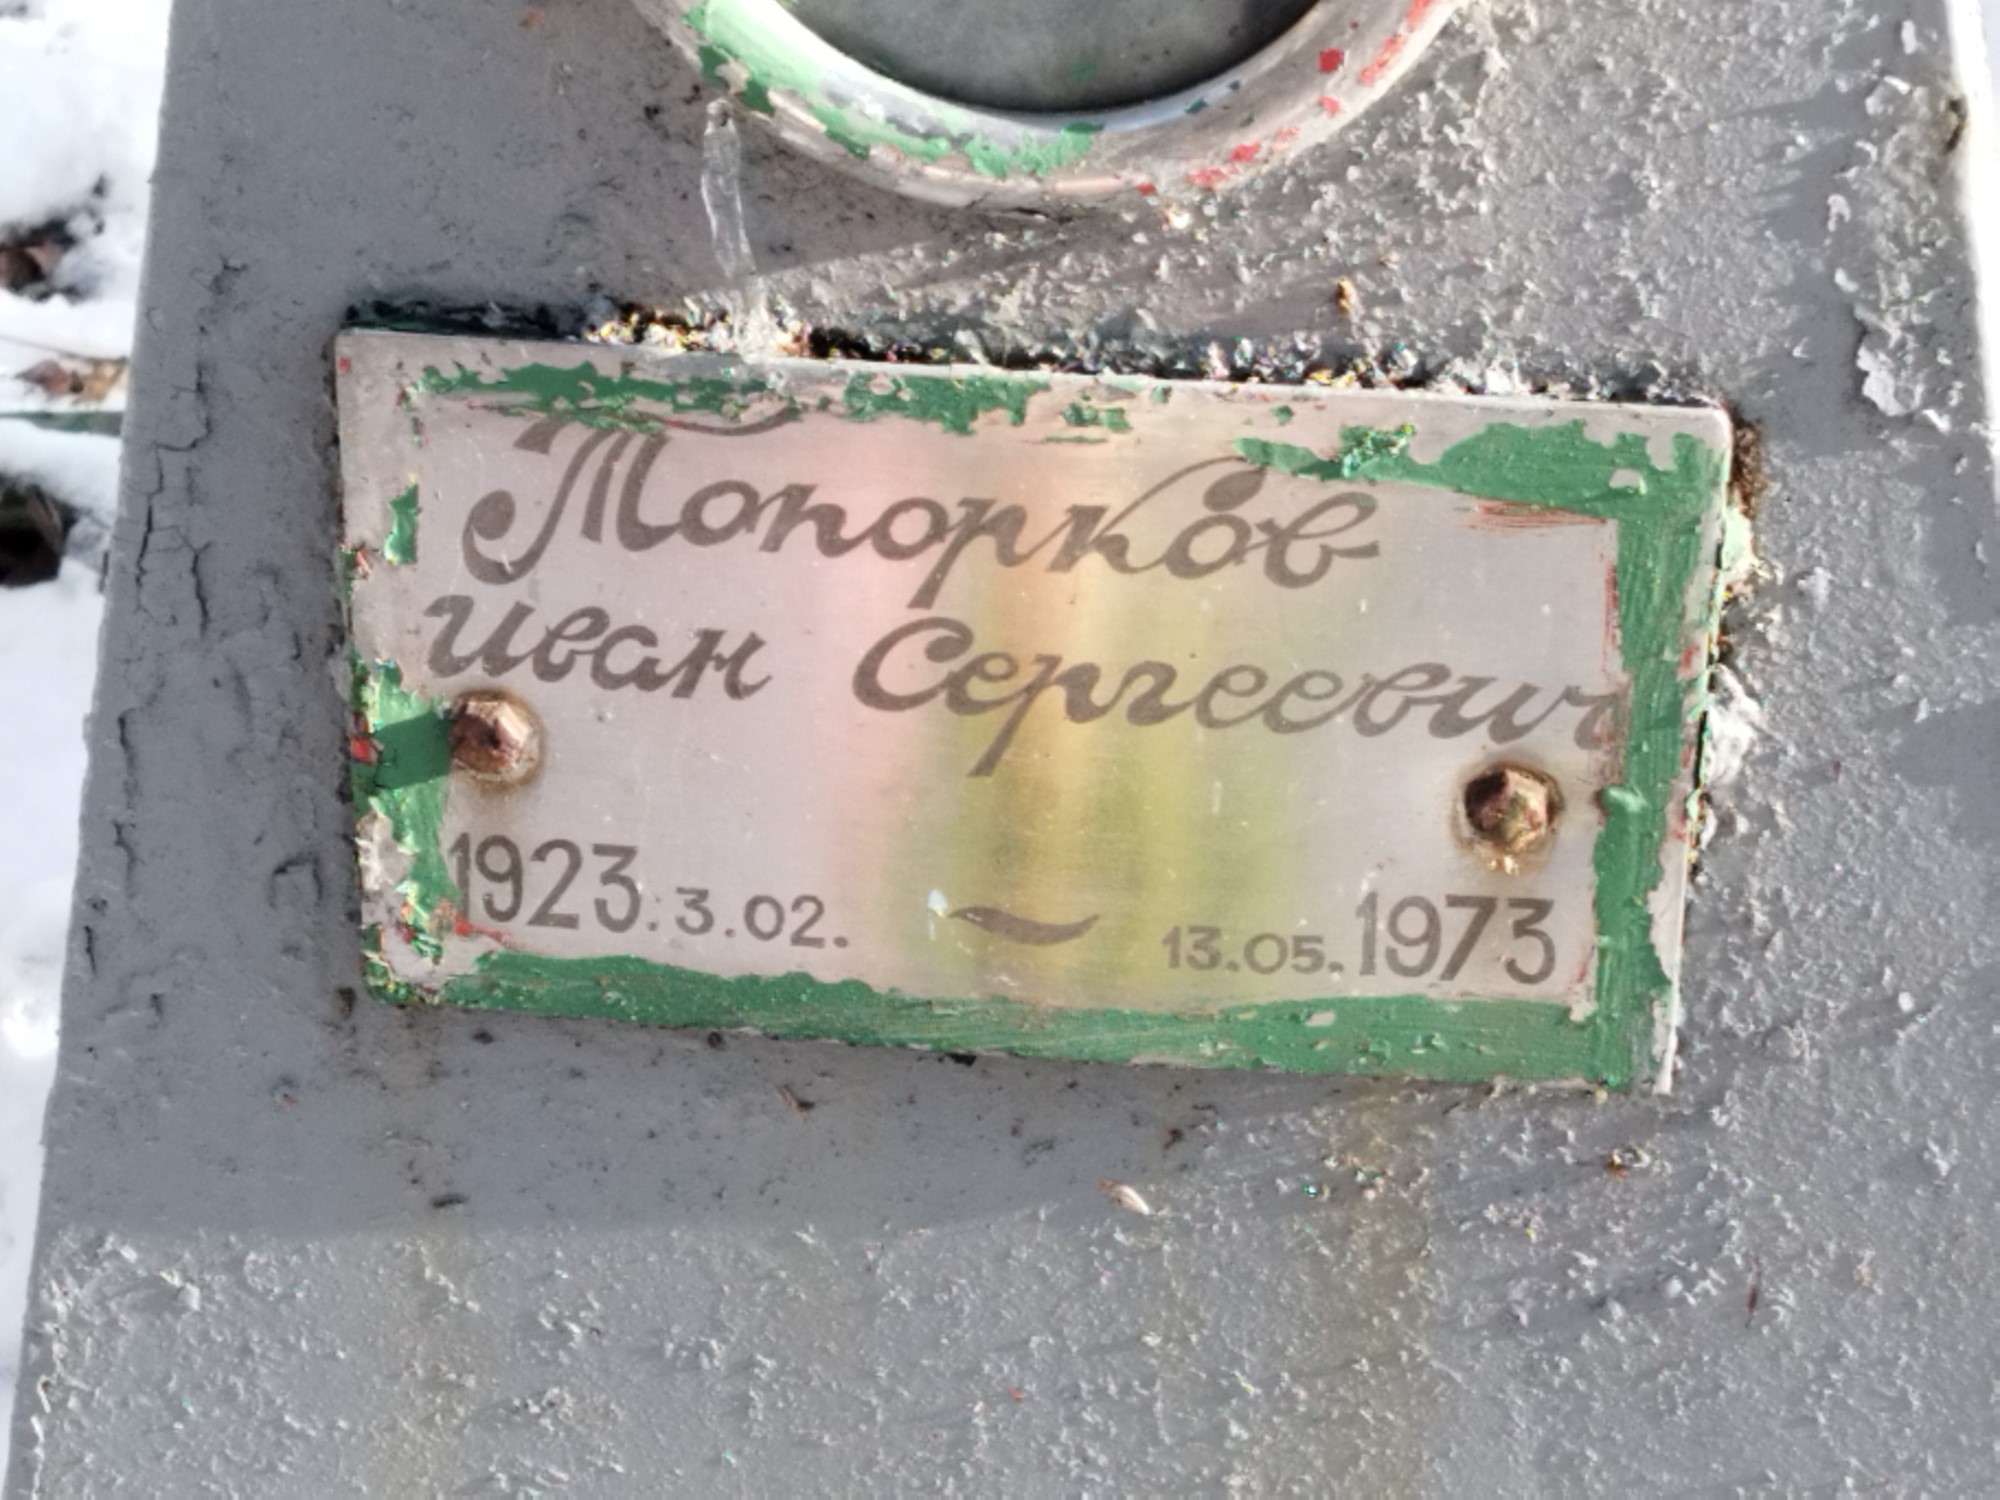 Топорков
Иван Сергеевич
1923.3.02. ~ 13.05.1973